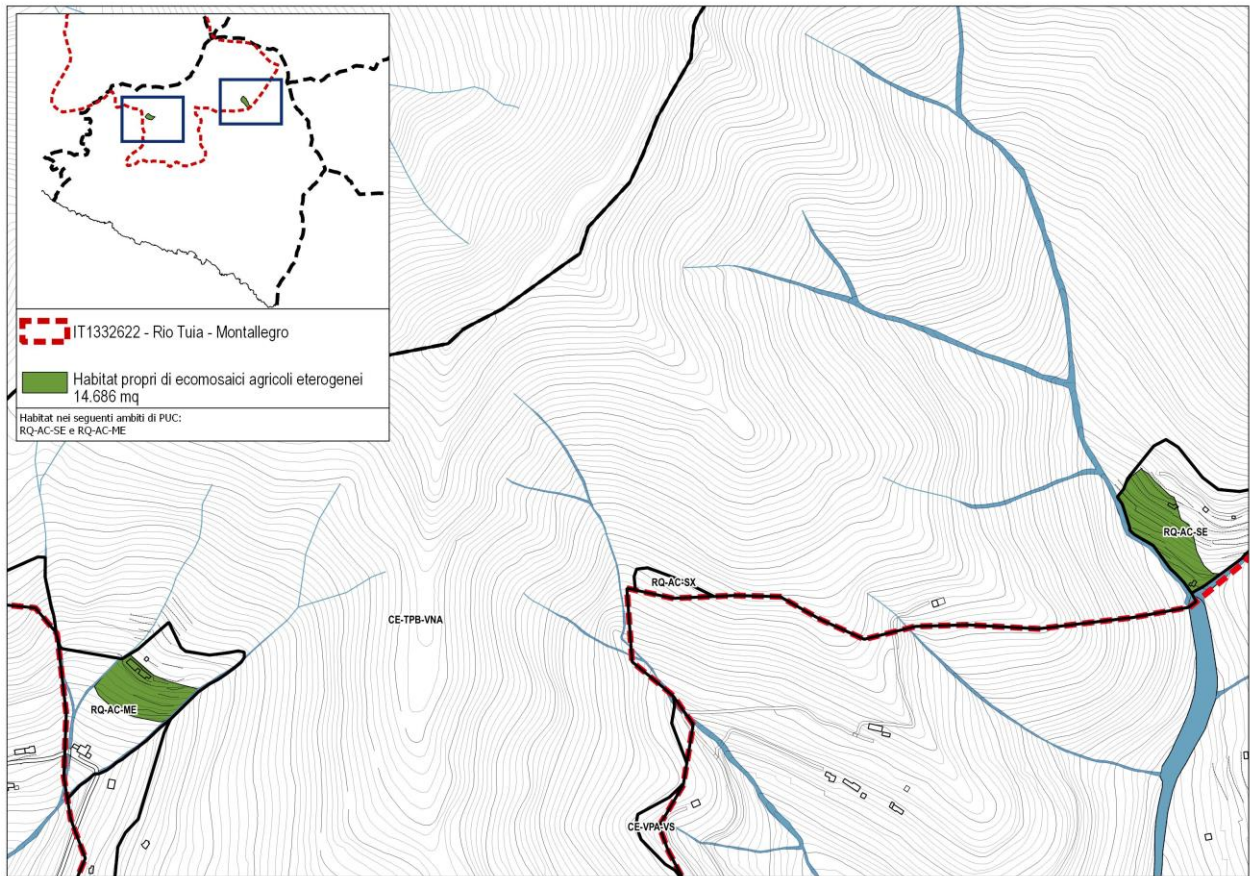 IT1332622 - Rio Tuia - Montallegro
Habitat propri di ecomosaici agricoli eterogenei
14.686 mq
Habitat nei seguenti ambiti di PUC:
RQ-AC-SE e RQ-AC-ME
RQ-AC-SE
RQ-AC-SX
CE-TPB-VNA
RQ-AC-ME
CE-VPA-VS